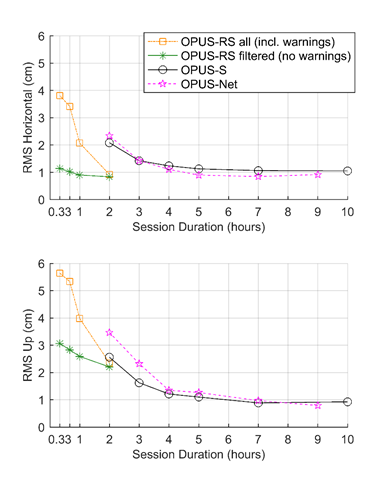 OPUS-RS all (incl. warnings)
OPUS-RS filtered (no warnings)
OPUS-S
OPUS-Net
RMS Horizontal (cm)
6
5
4
3
2
1
0
0.33 1 2 3 4 5 6 7 8 9 10
Session Duration (hours)
RMS Up (cm)
6
5
4
3
2
1
0
0.33 1 2 3 4 5 6 7 8 9 10
Session Duration (hours)